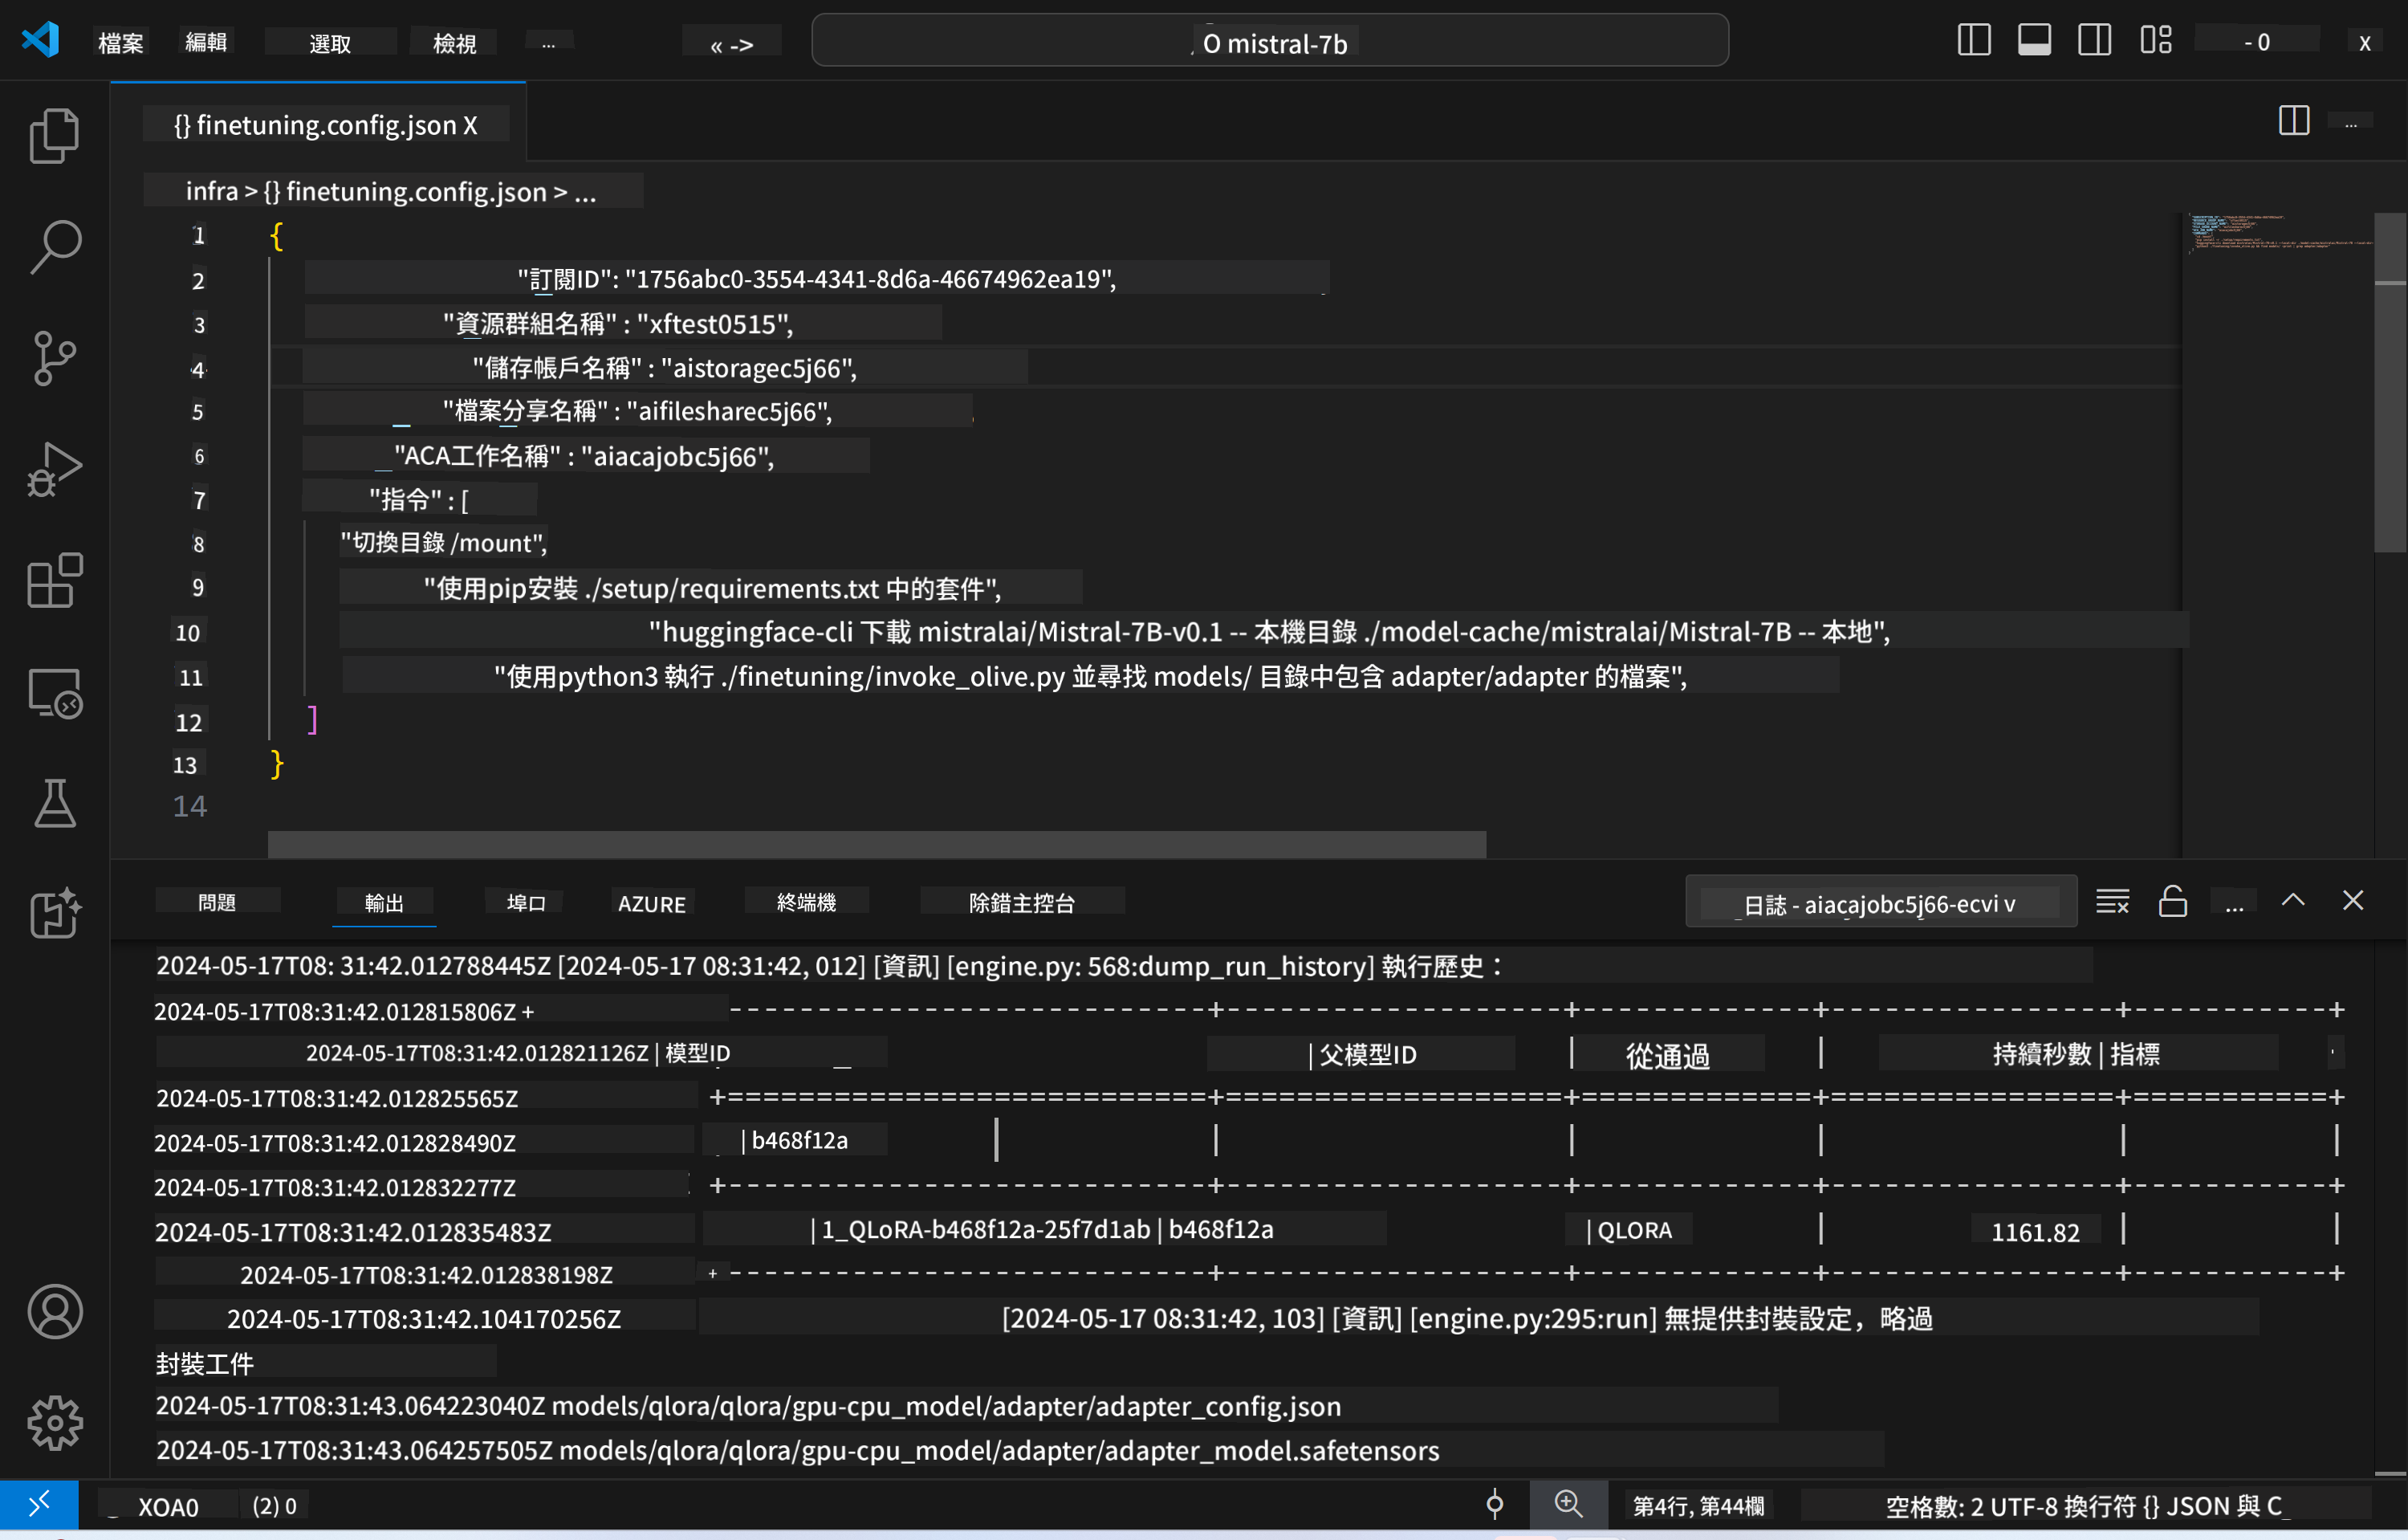 檔案 編輯 選取 檢視 ... « -> O mistral-7b - 0 x
{} finetuning.config.json X ...
infra > {} finetuning.config.json > ...
1 {
2 "訂閱ID": "1756abc0-3554-4341-8d6a-46674962ea19",
3 "資源群組名稱" : "xftest0515",
4 "儲存帳戶名稱" : "aistoragec5j66",
5 "檔案分享名稱" : "aifilesharec5j66",
6 "ACA工作名稱" : "aiacajobc5j66",
7 "指令" : [
8 "切換目錄 /mount",
9 "使用pip安裝 ./setup/requirements.txt 中的套件",
10 "huggingface-cli 下載 mistralai/Mistral-7B-v0.1 -- 本機目錄 ./model-cache/mistralai/Mistral-7B -- 本地",
11 "使用python3 執行 ./finetuning/invoke_olive.py 並尋找 models/ 目錄中包含 adapter/adapter 的檔案",
12 ]
13 }
14
問題 輸出 埠口 AZURE 終端機 除錯主控台 日誌 - aiacajobc5j66-ecvi v ...
2024-05-17T08: 31:42.012788445Z [2024-05-17 08:31:42, 012] [資訊] [engine.py: 568:dump_run_history] 執行歷史：
2024-05-17T08:31:42.012815806Z +---------------------------+--------------------+-------------+----------------+-----------+
2024-05-17T08:31:42.012821126Z | 模型ID | 父模型ID | 從通過 | 持續秒數 | 指標
2024-05-17T08:31:42.012825565Z +===========================+===================+=============+================+===========+
2024-05-17T08:31:42.012828490Z | b468f12a | | | | | |
2024-05-17T08:31:42.012832277Z +---------------------------+-------------------+-------------+----------------+-----------+
2024-05-17T08:31:42.012835483Z | 1_QLoRA-b468f12a-25f7d1ab | b468f12a | QLORA | 1161.82 | |
2024-05-17T08:31:42.012838198Z +---------------------------+-------------------+-------------+----------------+-----------+
2024-05-17T08:31:42.104170256Z [2024-05-17 08:31:42, 103] [資訊] [engine.py:295:run] 無提供封裝設定，略過
封裝工件
2024-05-17T08:31:43.064223040Z models/qlora/qlora/gpu-cpu_model/adapter/adapter_config.json
2024-05-17T08:31:43.064257505Z models/qlora/qlora/gpu-cpu_model/adapter/adapter_model.safetensors
XOA0 (2) 0 第4行, 第44欄 空格數: 2 UTF-8 換行符 {} JSON 與 C_